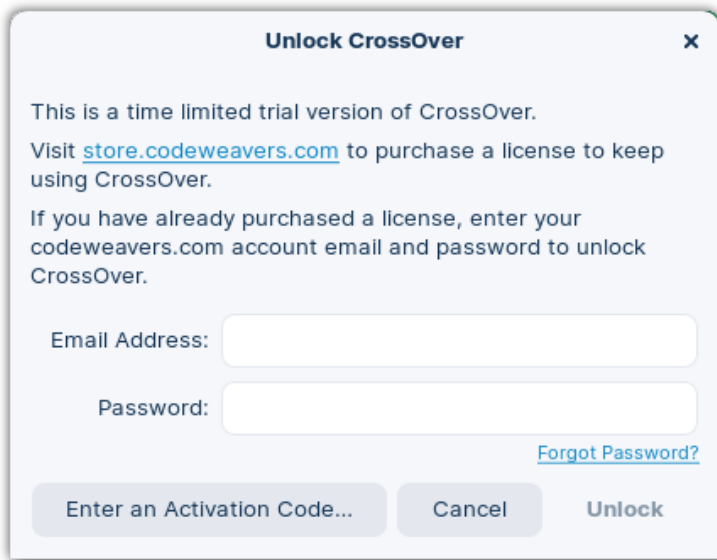 Unlock CrossOver
This is a time limited trial version of CrossOver.
Visit store.codeweavers.com to purchase a license to keep
using CrossOver.
If you have already purchased a license, enter your
codeweavers.com account email and password to unlock
CrossOver.
Email Address:
Password:
Forgot Password?
Enter an Activation Code... Cancel Unlock